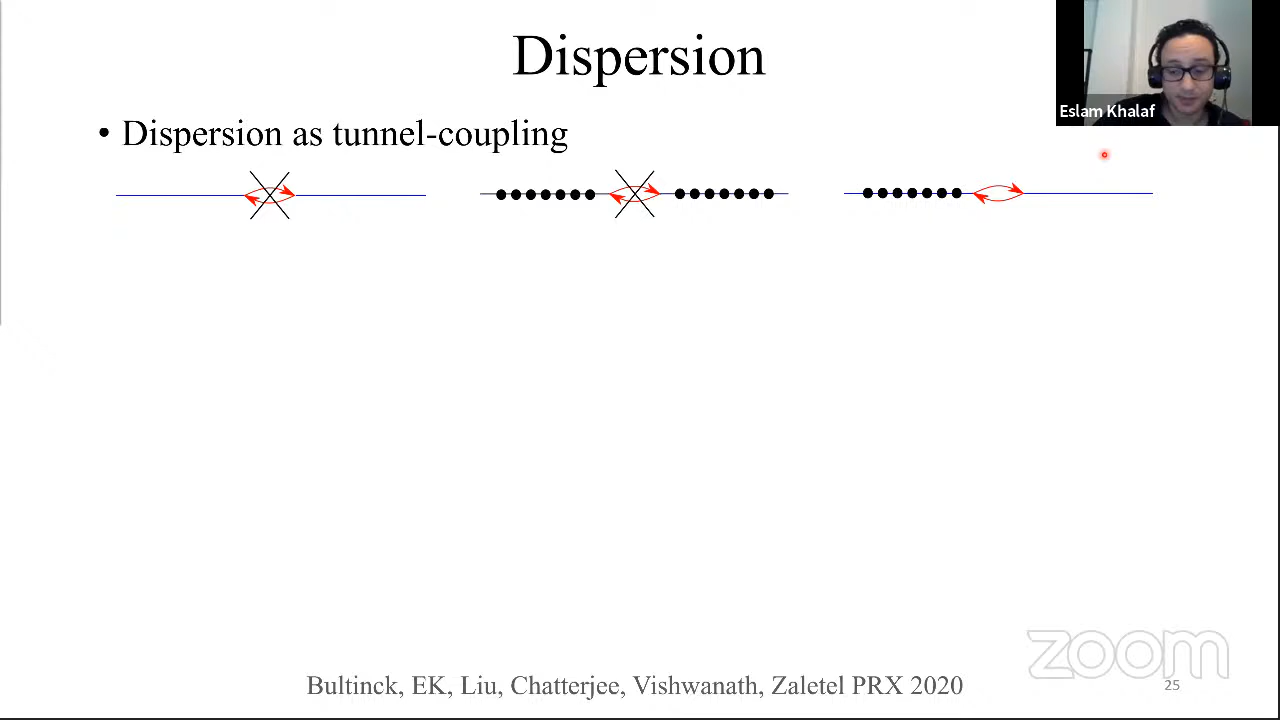 Dispersion
Eslam Khalaf
• Dispersion as tunnel-coupling
zoom
Bultinck, EK, Liu, Chatterjee, Vishwanath, Zaletel PRX 2020
25